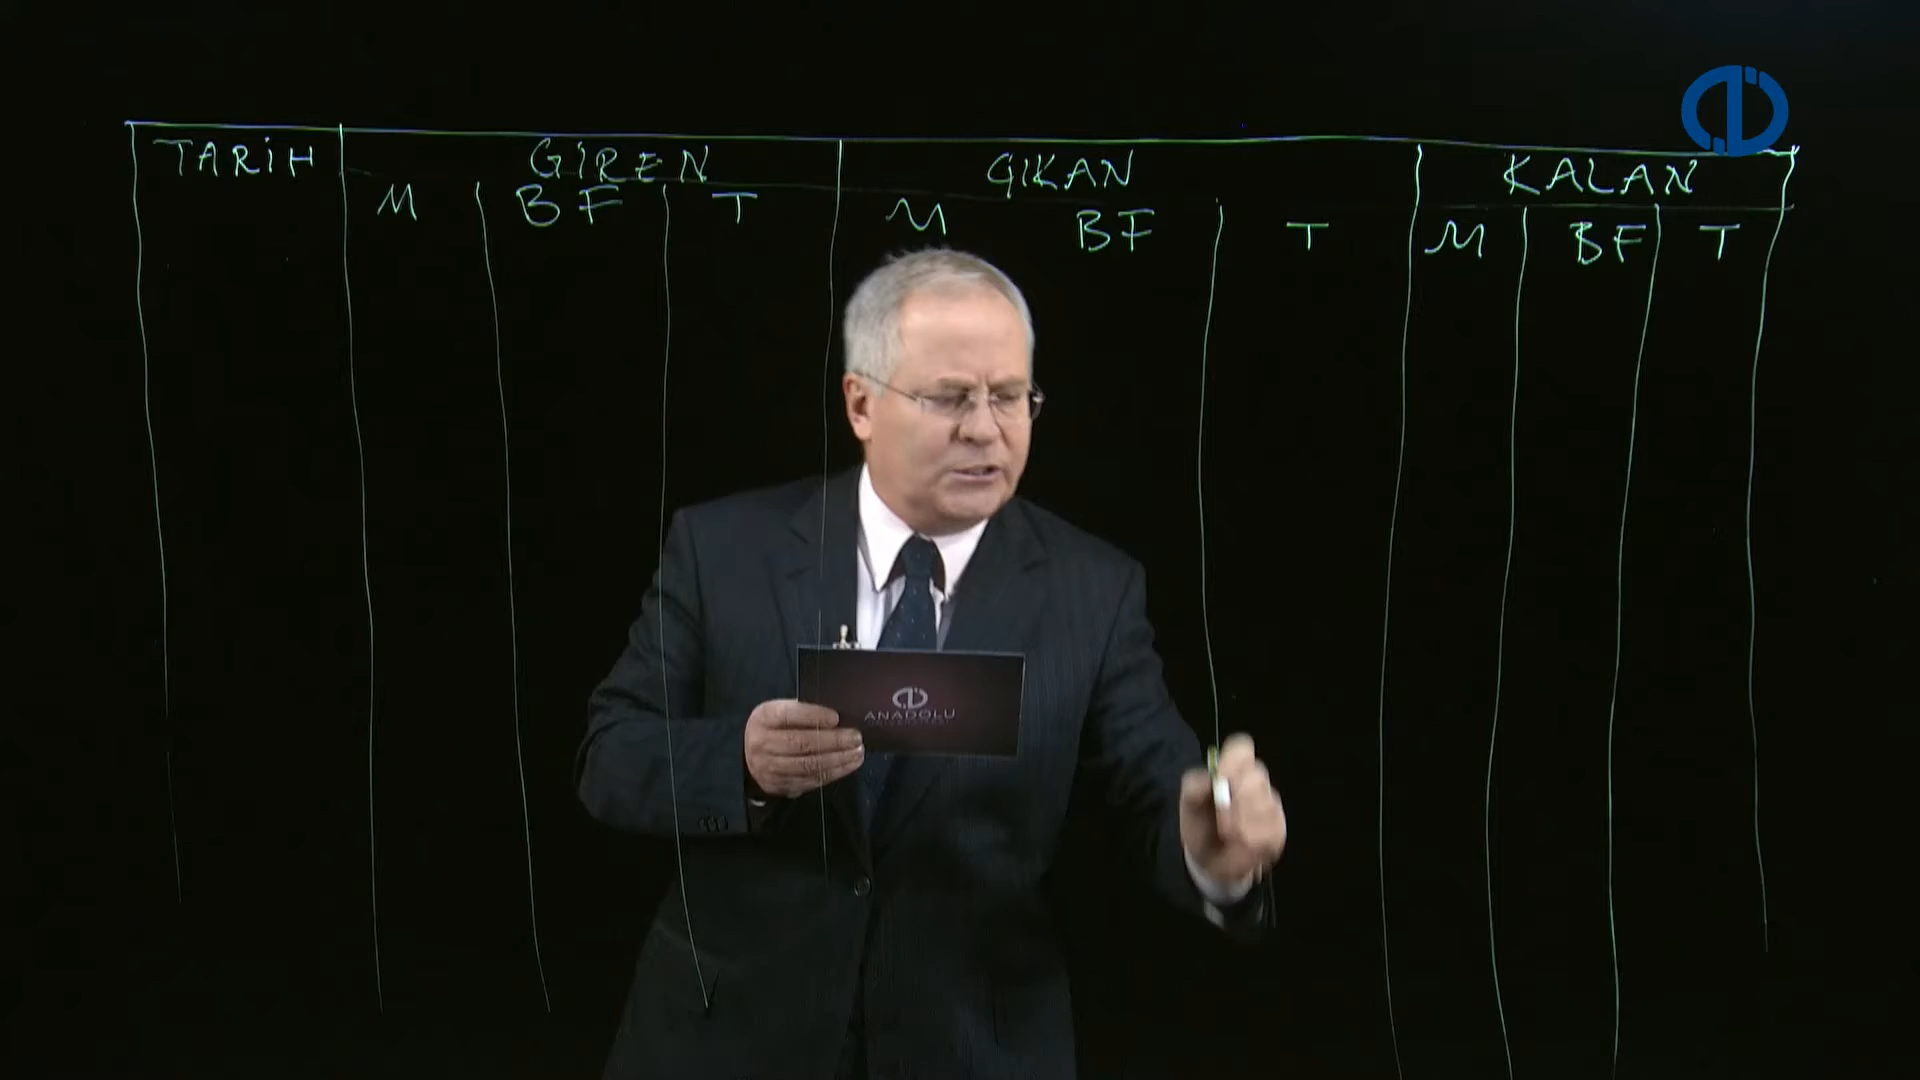 TARİH GİREN ÇIKAN KALAN
M BF T M BF T M BF T
ANADOLU